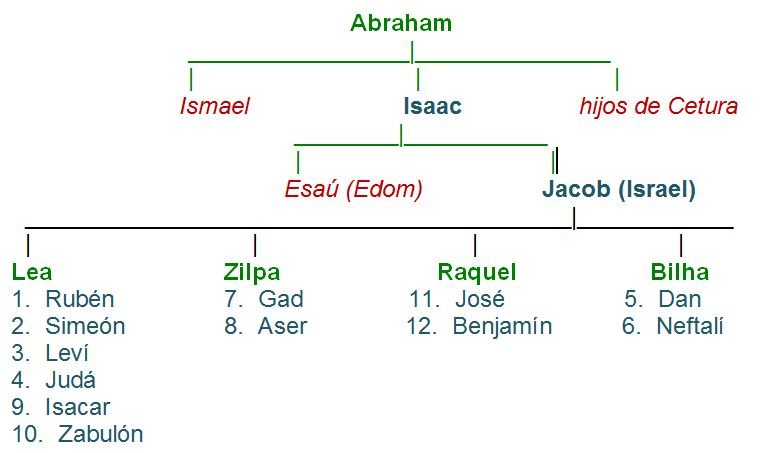 Abraham
Ismael Isaac hijos de Cetura
Esaú (Edom) Jacob (Israel)
Lea Zilpa Raquel Bilha
1. Rubén 7. Gad 11. José 5. Dan
2. Simeón 8. Aser 12. Benjamín 6. Neftalí
3. Leví
4. Judá
9. Isacar
10. Zabulón